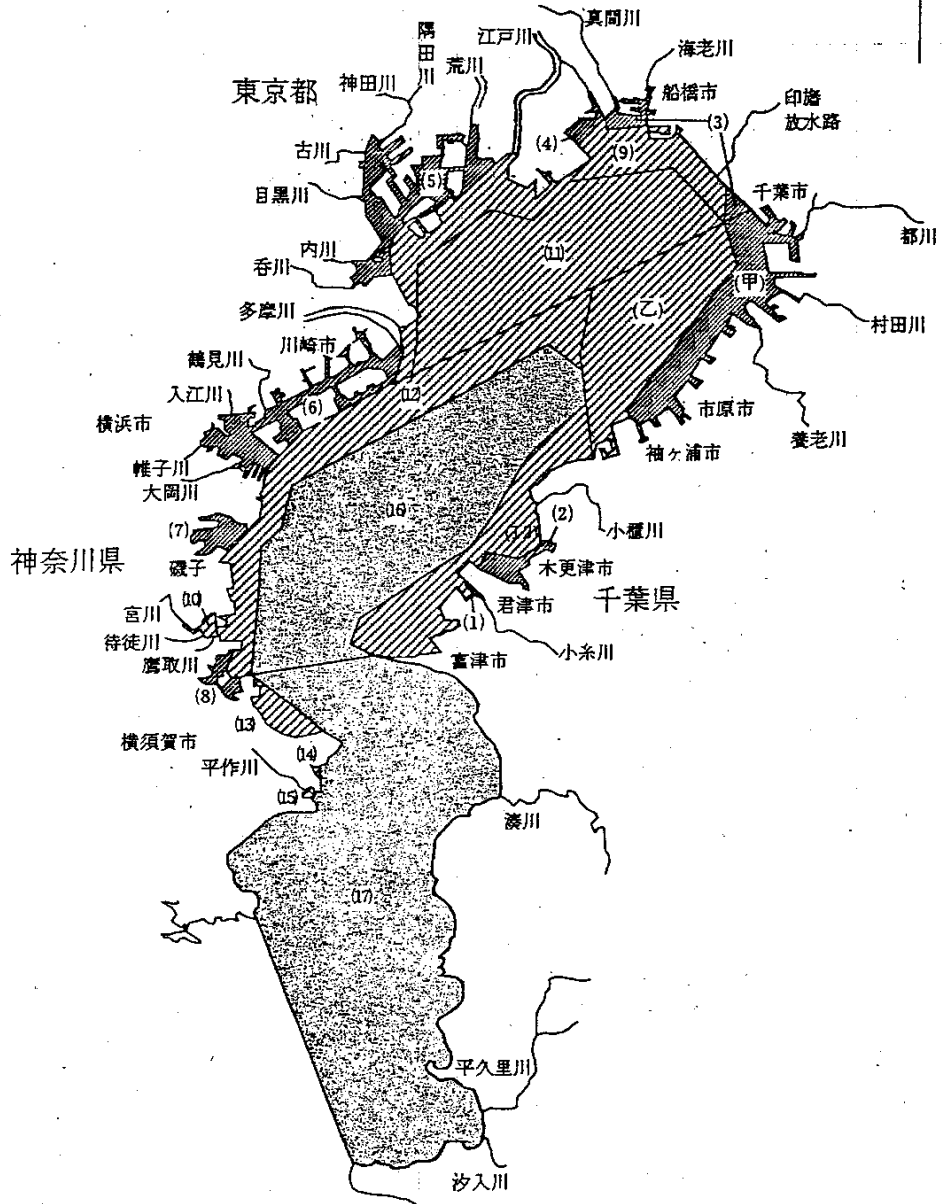 真間川
江戸川
隅田川
海老川
荒川
船橋市
神田川
東京都
印旛
放水路
(3)
(4)
(9)
古川
(5)
千葉市
目黒川
都川
内川
(11)
呑川
(甲)
多摩川
(乙)
村田川
川崎市
鶴見川
入江川
(12)
(6)
市原市
横浜市
養老川
袖ヶ浦市
帷子川
大岡川
(16)
(2)
小櫃川
(7)
(12)
木更津市
磯子
神奈川県
君津市
千葉県
(10)
宮川
(1)
待徒川
小糸川
富津市
鷹取川
(8)
(13)
横須賀市
(14)
平作川
(15)
湊川
(17)
平久里川
汐入川